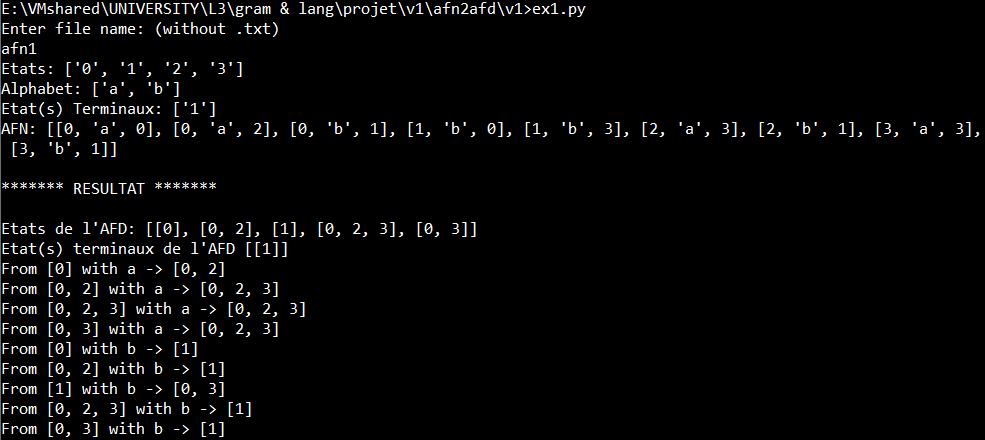 E:\VMshared\UNIVERSITY\L3\gram & lang\projet\v1\afn2afd\v1>ex1.py
Enter file name: (without .txt)
afn1
Etats: ['0', '1', '2', '3']
Alphabet: ['a', 'b']
Etat(s) Terminaux: ['1']
AFN: [[0, 'a', 0], [0, 'a', 2], [0, 'b', 1], [1, 'b', 0], [1, 'b', 3], [2, 'a', 3], [2, 'b', 1], [3, 'a', 3],
 [3, 'b', 1]]

******* RESULTAT *******

Etats de l'AFD: [[0], [0, 2], [1], [0, 2, 3], [0, 3]]
Etat(s) terminaux de l'AFD [[1]]
From [0] with a -> [0, 2]
From [0, 2] with a -> [0, 2, 3]
From [0, 2, 3] with a -> [0, 2, 3]
From [0, 3] with a -> [0, 2, 3]
From [0] with b -> [1]
From [0, 2] with b -> [1]
From [1] with b -> [0, 3]
From [0, 2, 3] with b -> [1]
From [0, 3] with b -> [1]